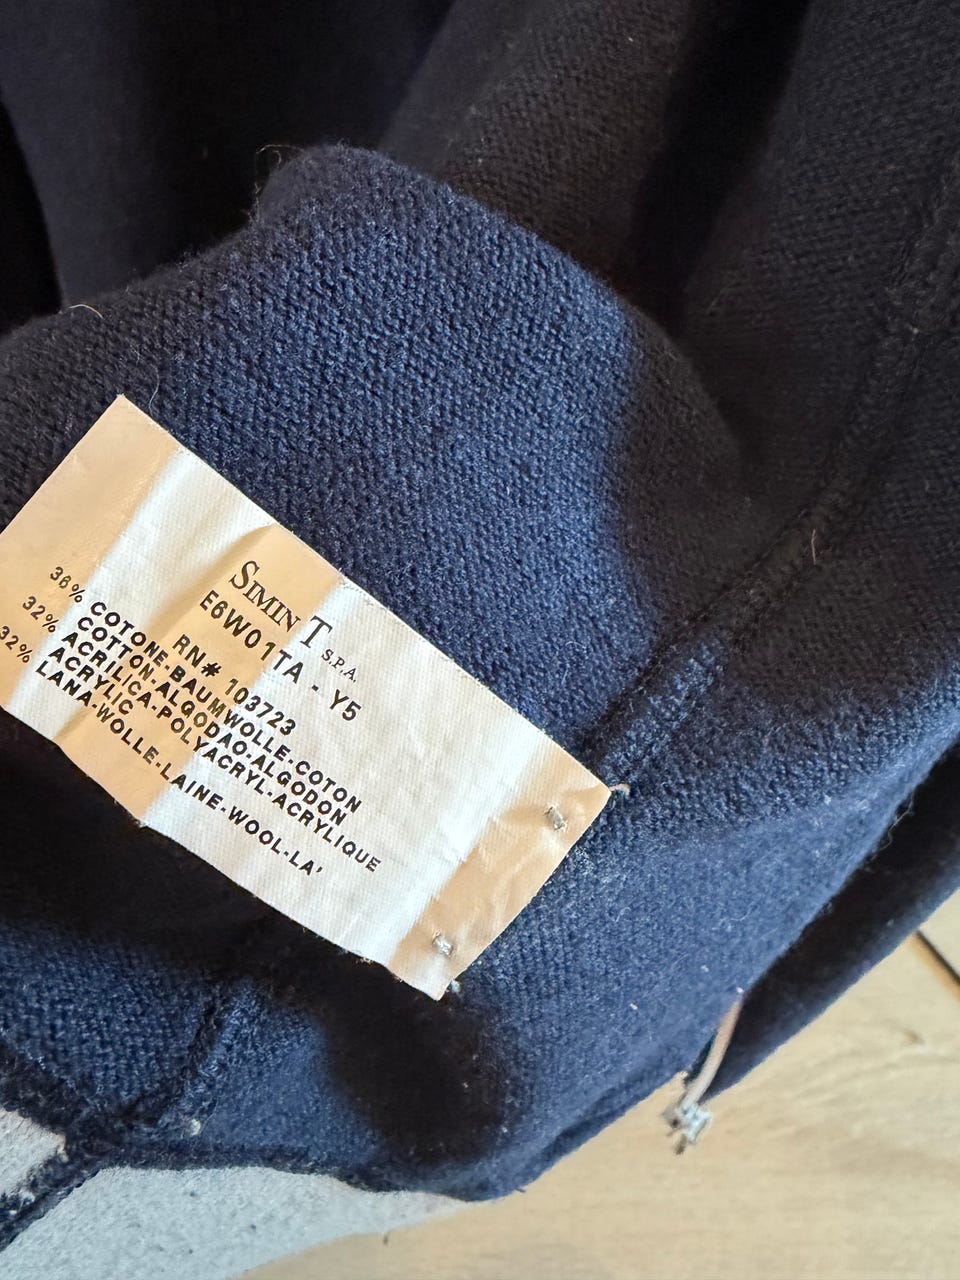 SIMINT S.P.A.
E6W01TA - Y5
RN# 103723
36% COTONE-BAUMWOLLE-COTON
COTTON-ALGODAO-ALGODON
32% ACRILICA-POLYACRYL-ACRYLIQUE
ACRYLIC
32% LANA-WOLLE-LAINE-WOOL-LA'